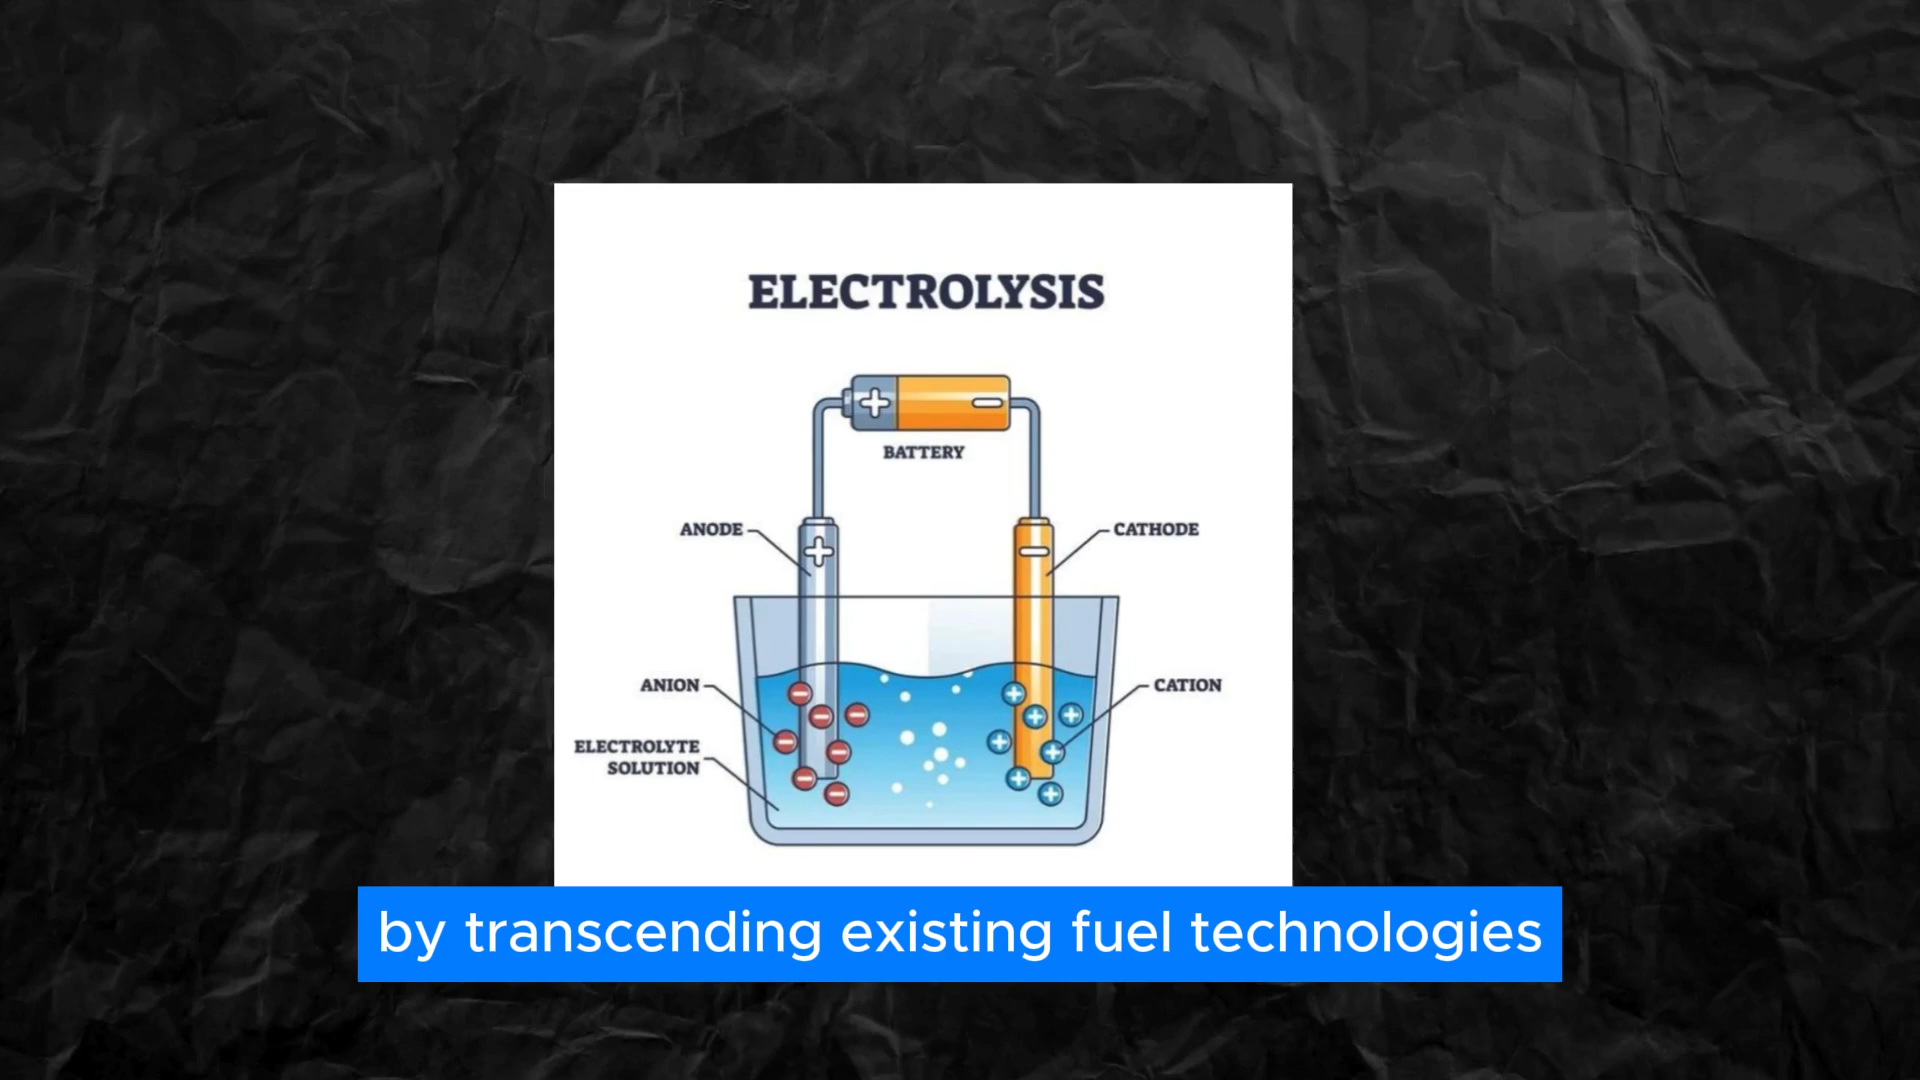 ELECTROLYSIS
BATTERY
ANODE
CATHODE
ANION
CATION
ELECTROLYTE
SOLUTION
by transcending existing fuel technologies